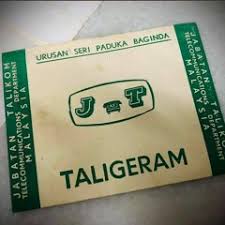 URUSAN SERI PADUKA BAGINDA
JABATAN TALIKOM
TELECOMMUNICATIONS DEPARTMENT
MALAYSIA
J T
TALIGERAM
JABATAN TALIKOM
TELECOMMUNICATIONS DEPARTMENT
MALAYSIA